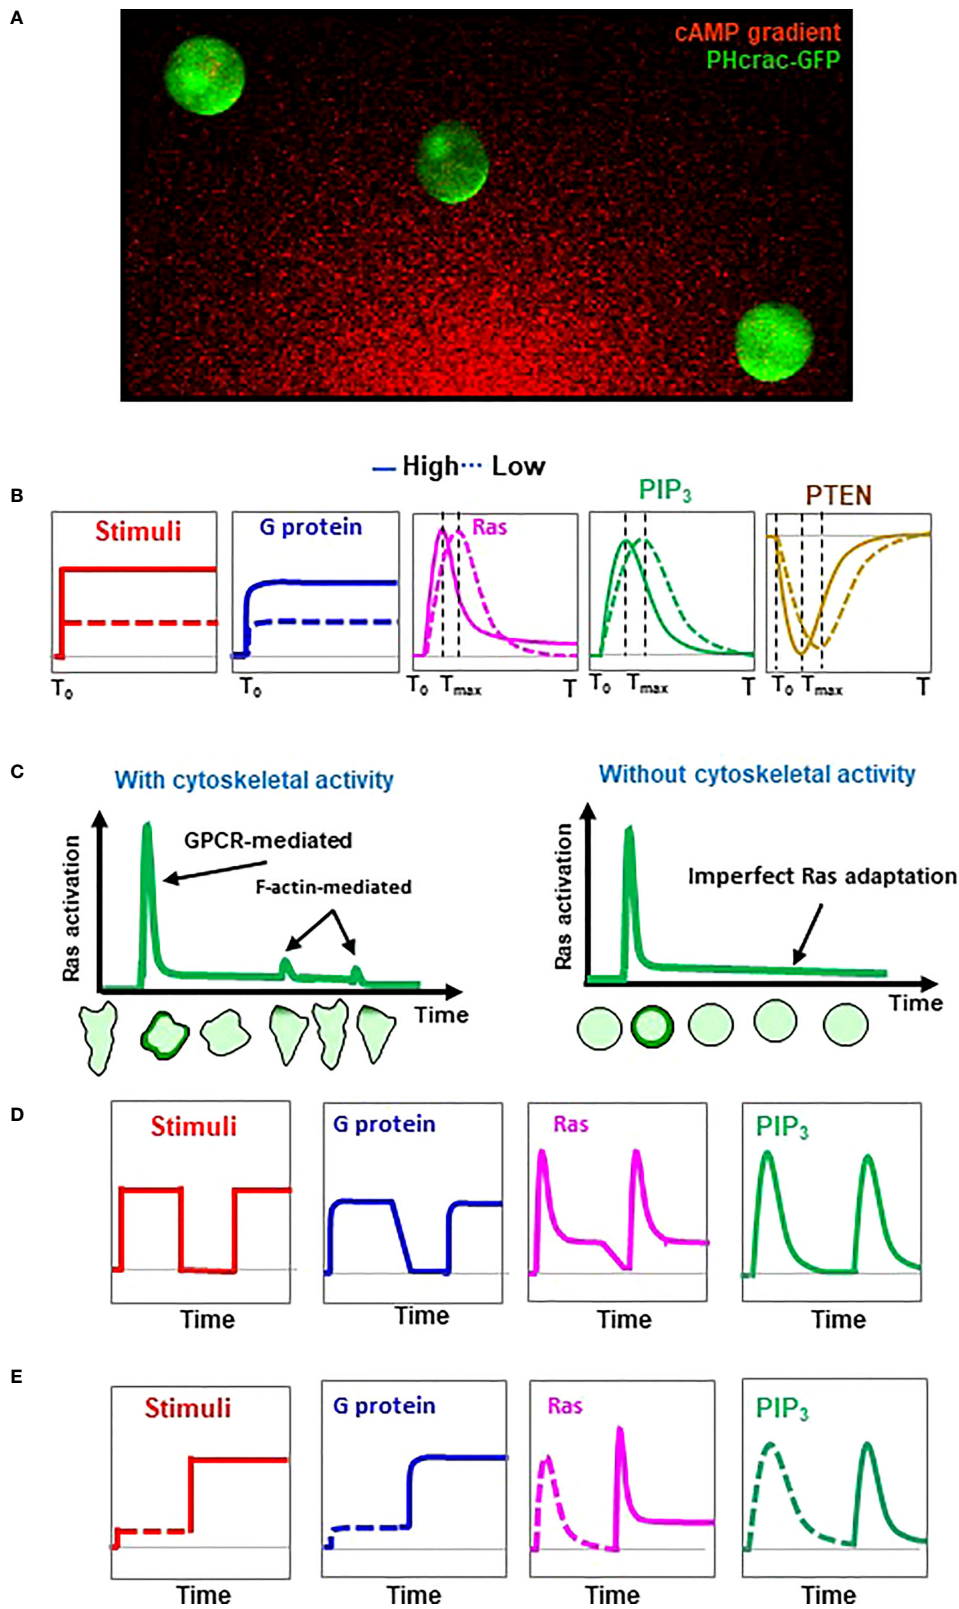 A
cAMP gradient
PHcrac-GFP
High Low
B
Stimuli
G protein
Ras
PIP3
PTEN
T0
T0
T0 Tmax T
T0 Tmax T
T0 Tmax T
C
With cytoskeletal activity
Ras activation
GPCR-mediated
F-actin-mediated
Time
Without cytoskeletal activity
Ras activation
Imperfect Ras adaptation
Time
D
Stimuli
G protein
Ras
PIP3
Time
Time
Time
Time
E
Stimuli
G protein
Ras
PIP3
Time
Time
Time
Time